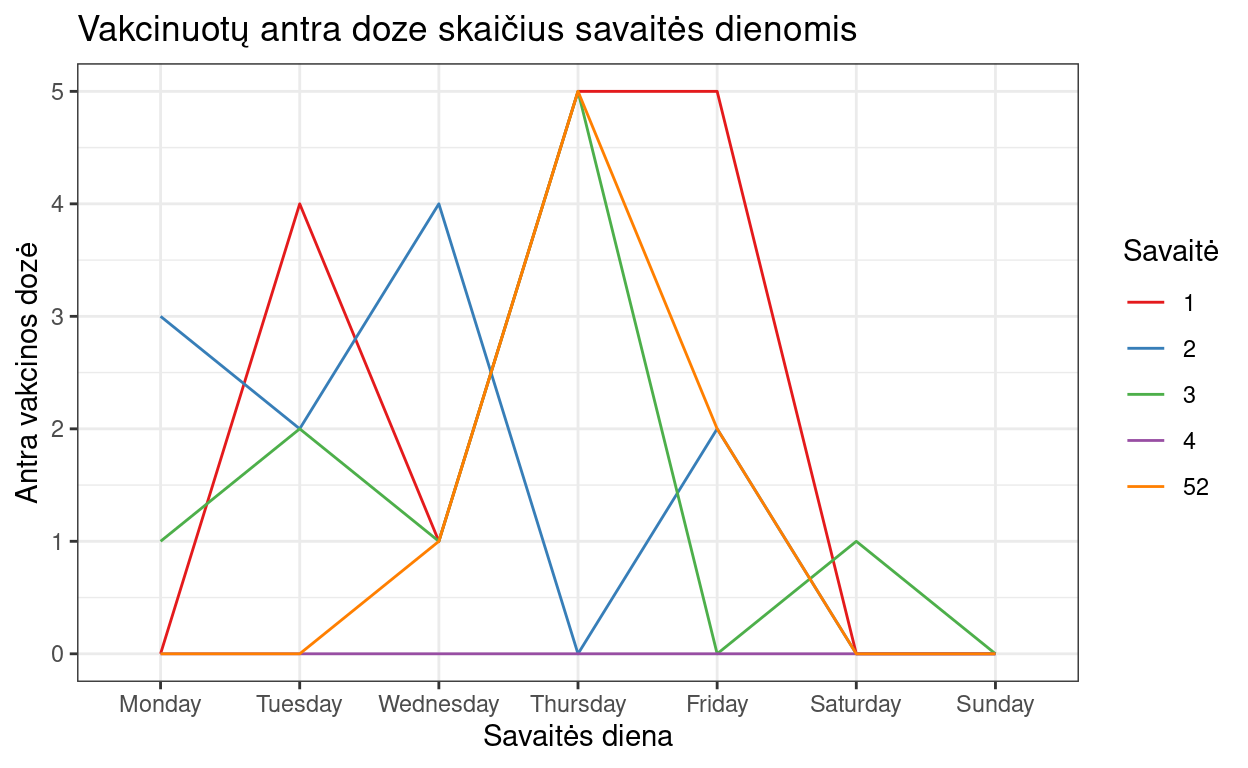 Vakcinuotų antra doze skaičius savaitės dienomis
Antra vakcinos dozė
5
4
3
2
1
0
Monday Tuesday Wednesday Thursday Friday Saturday Sunday
Savaitės diena
Savaitė
1
2
3
4
52